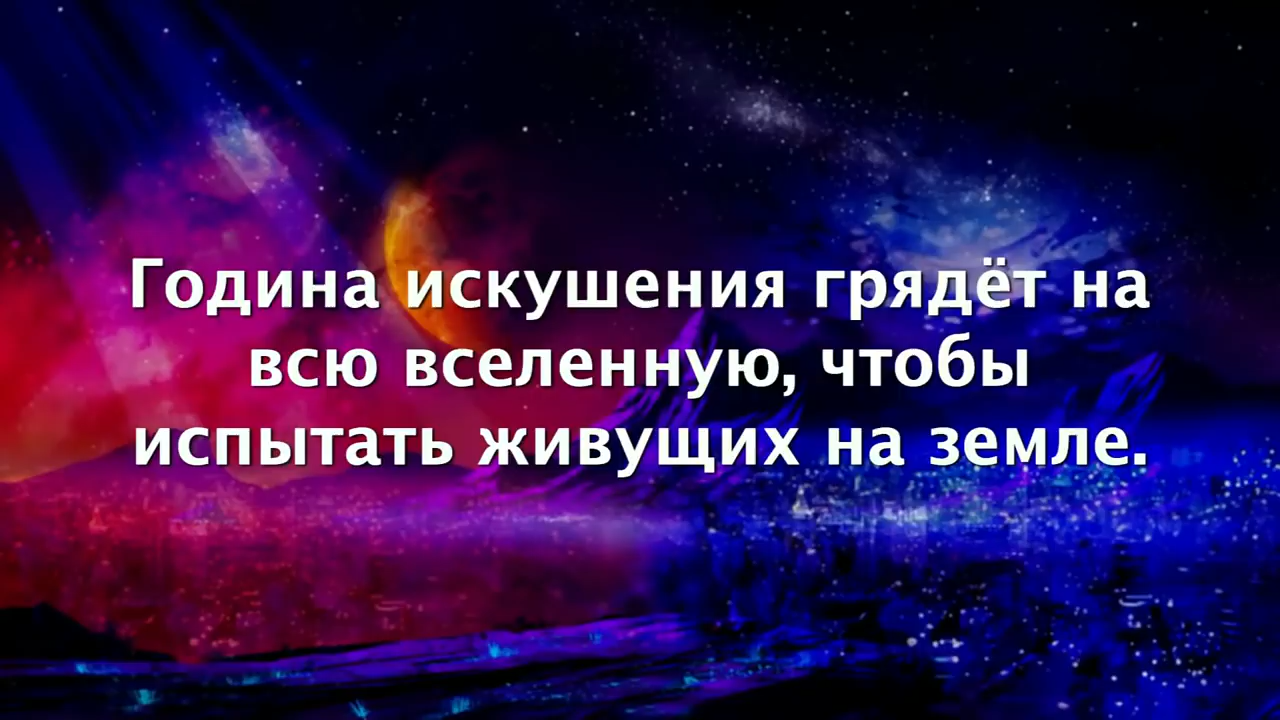 Година искушения грядёт на
всю вселенную, чтобы
испытать живущих на земле.